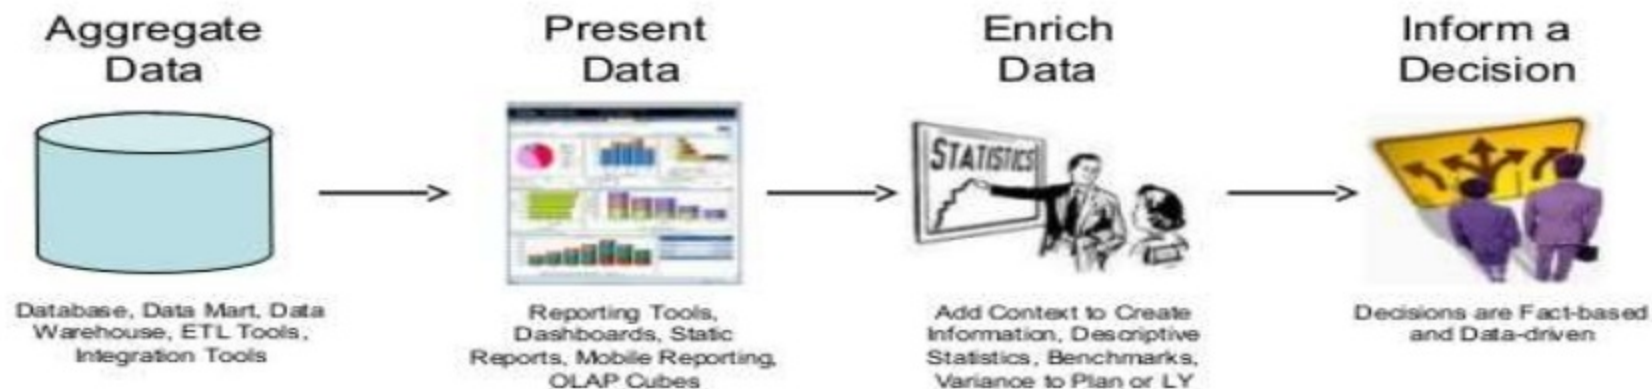 Aggregate
Data
Present
Data
Enrich
Data
Inform a
Decision
STATISTICS
Database, Data Mart, Data
Warehouse, ETL Tools,
Integration Tools
Reporting Tools,
Dashboards, Static
Reports, Mobile Reporting,
OLAP Cubes
Add Context to Create
Information, Descriptive
Statistics, Benchmarks,
Variance to Plan or LY
Decisions are Fact-based
and Data-driven